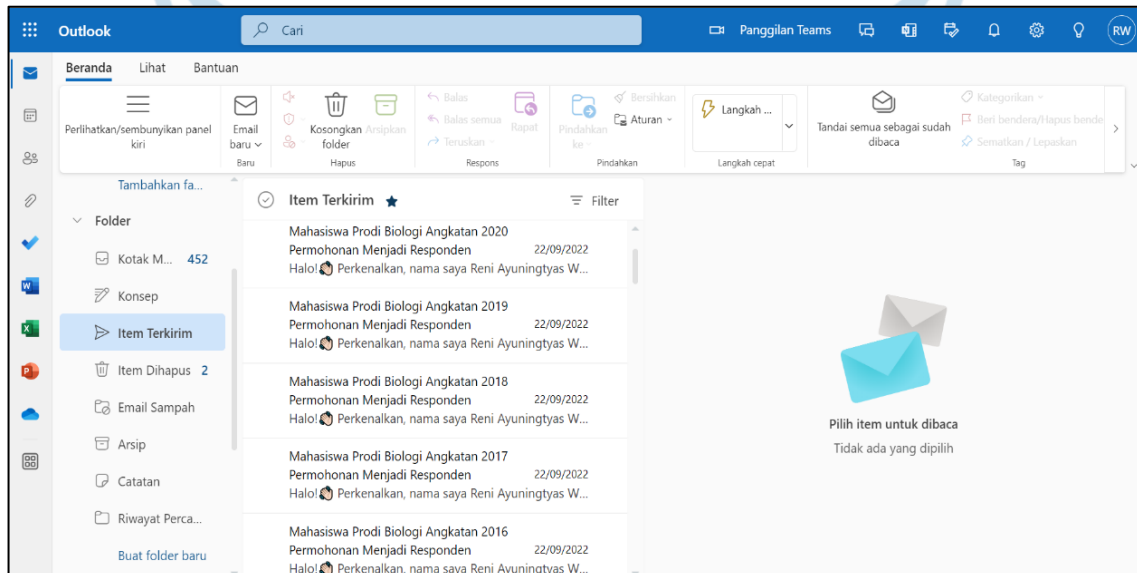 Outlook
Cari
Panggilan Teams
RW
Beranda Lihat Bantuan
Perlihatkan/sembunyikan panel
kiri
Email
baru
Baru
Kosongkan
folder
Arsipkan
Hapus
Balas
Balas semua
Teruskan
Rapat
Respons
Pindahkan
ke
Bersihkan
Aturan
Pindahkan
Langkah ...
Langkah cepat
Tandai semua sebagai sudah
dibaca
Kategorikan
Beri bendera/Hapus bende
Sematkan / Lepaskan
Tag
Tambahkan fa...
Folder
Kotak M... 452
Konsep
Item Terkirim
Item Dihapus 2
Email Sampah
Arsip
Catatan
Riwayat Perca...
Buat folder baru
Item Terkirim
Filter
Mahasiswa Prodi Biologi Angkatan 2020
Permohonan Menjadi Responden 22/09/2022
Halo!👋🏻 Perkenalkan, nama saya Reni Ayuningtyas W...
Mahasiswa Prodi Biologi Angkatan 2019
Permohonan Menjadi Responden 22/09/2022
Halo!👋🏻 Perkenalkan, nama saya Reni Ayuningtyas W...
Mahasiswa Prodi Biologi Angkatan 2018
Permohonan Menjadi Responden 22/09/2022
Halo!👋🏻 Perkenalkan, nama saya Reni Ayuningtyas W...
Mahasiswa Prodi Biologi Angkatan 2017
Permohonan Menjadi Responden 22/09/2022
Halo!👋🏻 Perkenalkan, nama saya Reni Ayuningtyas W...
Mahasiswa Prodi Biologi Angkatan 2016
Permohonan Menjadi Responden 22/09/2022
Halo!👋🏻 Perkenalkan, nama saya Reni Ayuningtyas W...
Pilih item untuk dibaca
Tidak ada yang dipilih